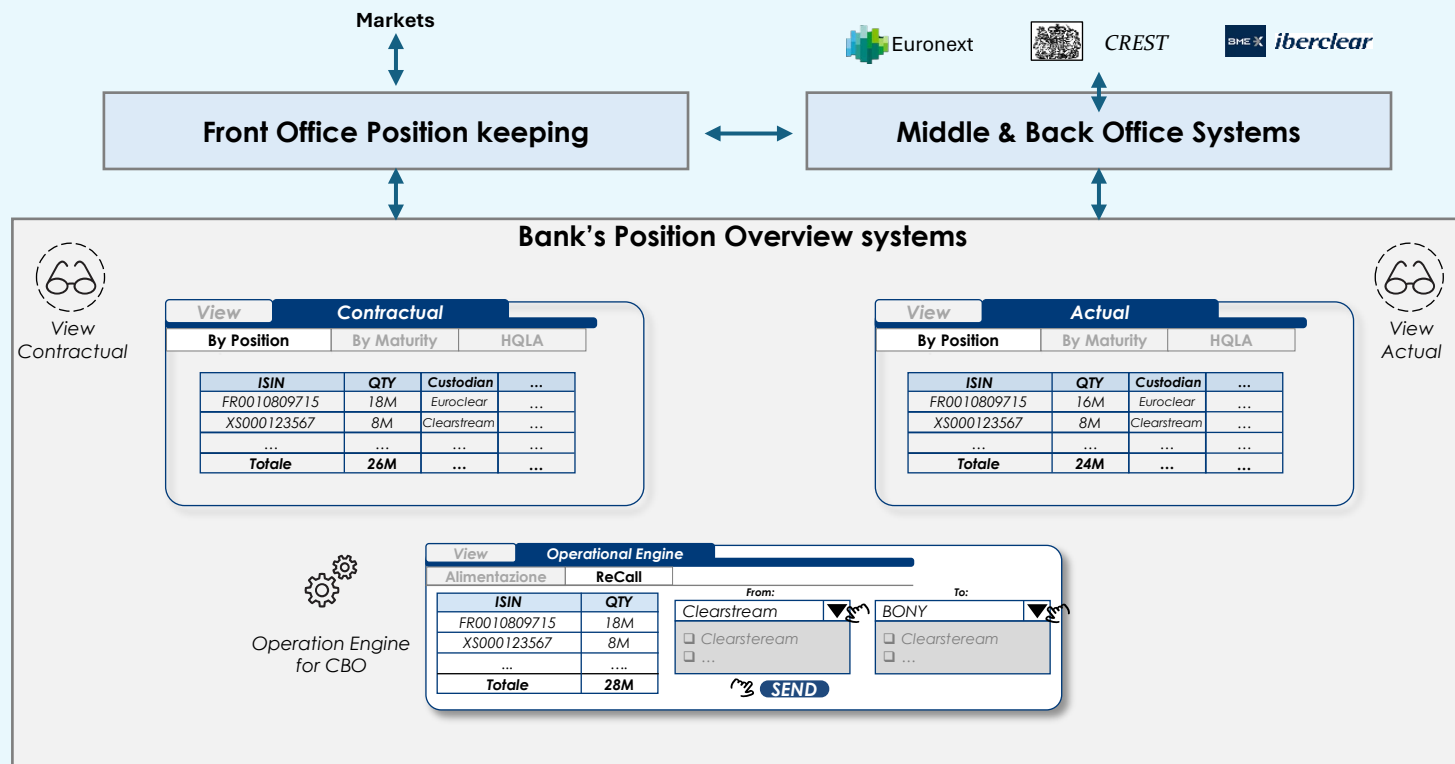 Markets
Euronext
CREST
BME X iberclear
Front Office Position keeping
Middle & Back Office Systems
Bank's Position Overview systems
View
Contractual
View Contractual
By Position By Maturity HQLA
ISIN QTY Custodian ...
FR0010809715 18M Euroclear ...
XS000123567 8M Clearstream ...
... ... ... ...
Totale 26M ... ...
View Actual
By Position By Maturity HQLA
ISIN QTY Custodian ...
FR0010809715 16M Euroclear ...
XS000123567 8M Clearstream ...
... ... ... ...
Totale 24M ... ...
View
Actual
Operation Engine
for CBO
View Operational Engine
Alimentazione ReCall
ISIN QTY
FR0010809715 18M
XS000123567 8M
... ....
Totale 28M
From:
Clearstream
❑ Clearsteream
❑ ...
To:
BONY
❑ Clearsteream
❑ ...
SEND